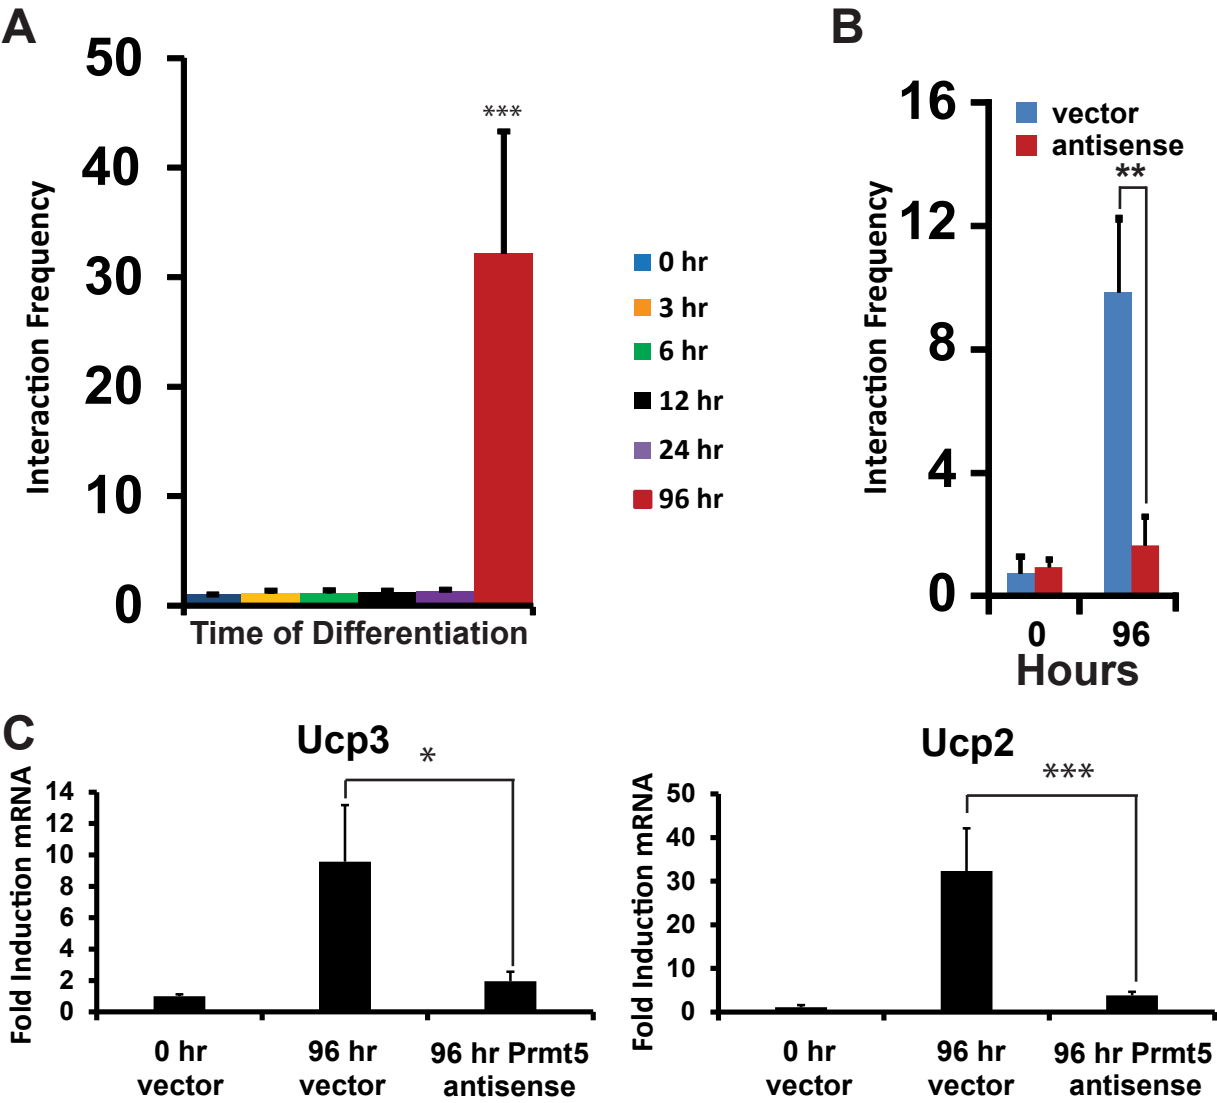 A
50
40
30
20
10
0
Interaction Frequency
***
Time of Differentiation
0 hr
3 hr
6 hr
12 hr
24 hr
96 hr
B
16
12
8
4
0
Interaction Frequency
vector
antisense
**
0 96
Hours
C
Ucp3
*
Fold Induction mRNA
14
12
10
8
6
4
2
0
0 hr 96 hr 96 hr Prmt5
vector vector antisense
Ucp2
***
Fold Induction mRNA
50
40
30
20
10
0
0 hr 96 hr 96 hr Prmt5
vector vector antisense